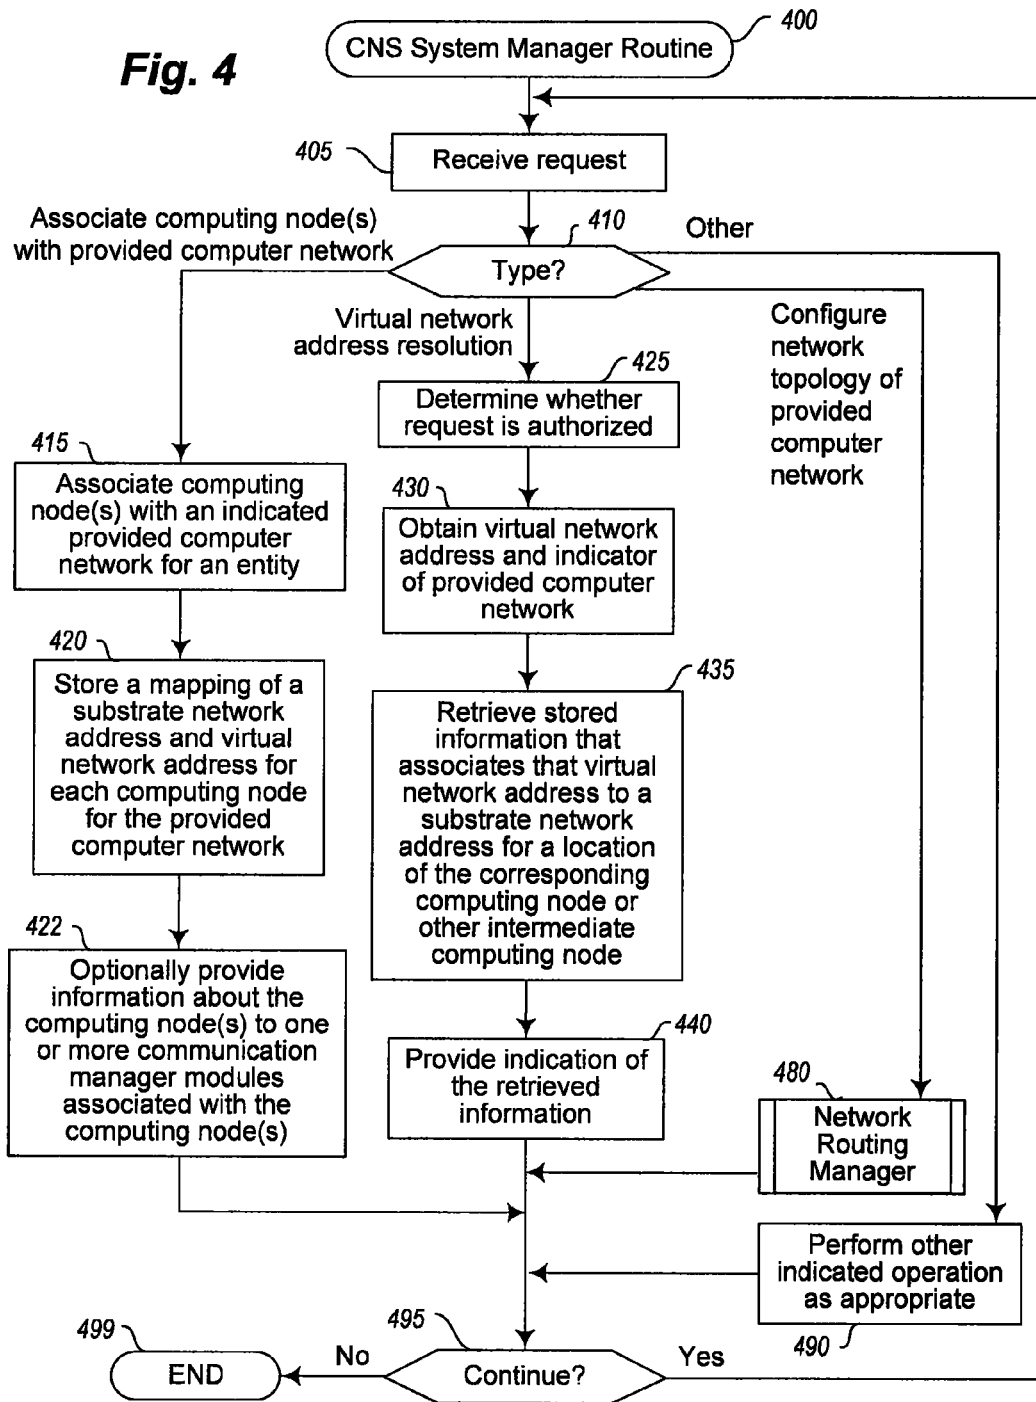 Fig. 4
CNS System Manager Routine
400
405
Receive request
Associate computing node(s)
with provided computer network
410
Type?
Other
Virtual network
address resolution
Configure
network
topology of
provided
computer
network
415
Associate computing
node(s) with an indicated
provided computer
network for an entity
420
Store a mapping of a
substrate network
address and virtual
network address for
each computing node
for the provided
computer network
422
Optionally provide
information about the
computing node(s) to one
or more communication
manager modules
associated with the
computing node(s)
425
Determine whether
request is authorized
430
Obtain virtual network
address and indicator
of provided computer
network
435
Retrieve stored
information that
associates that virtual
network address to a
substrate network
address for a location
of the corresponding
computing node or
other intermediate
computing node
440
Provide indication of
the retrieved
information
480
Network
Routing
Manager
Perform other
indicated operation
as appropriate
490
495
Continue?
Yes
No
499
END